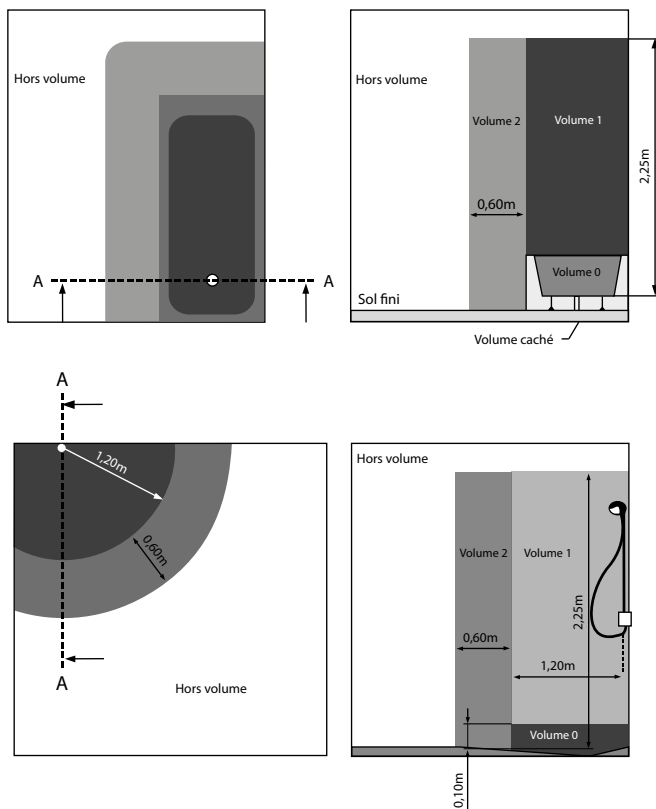 Hors volume
A
A
Hors volume
Volume 2
Volume 1
2,25m
0,60m
Volume 0
Sol fini
Volume caché
A
1,20m
0,60m
A
Hors volume
Hors volume
Volume 2
Volume 1
2,25m
0,60m
1,20m
Volume 0
0,10m